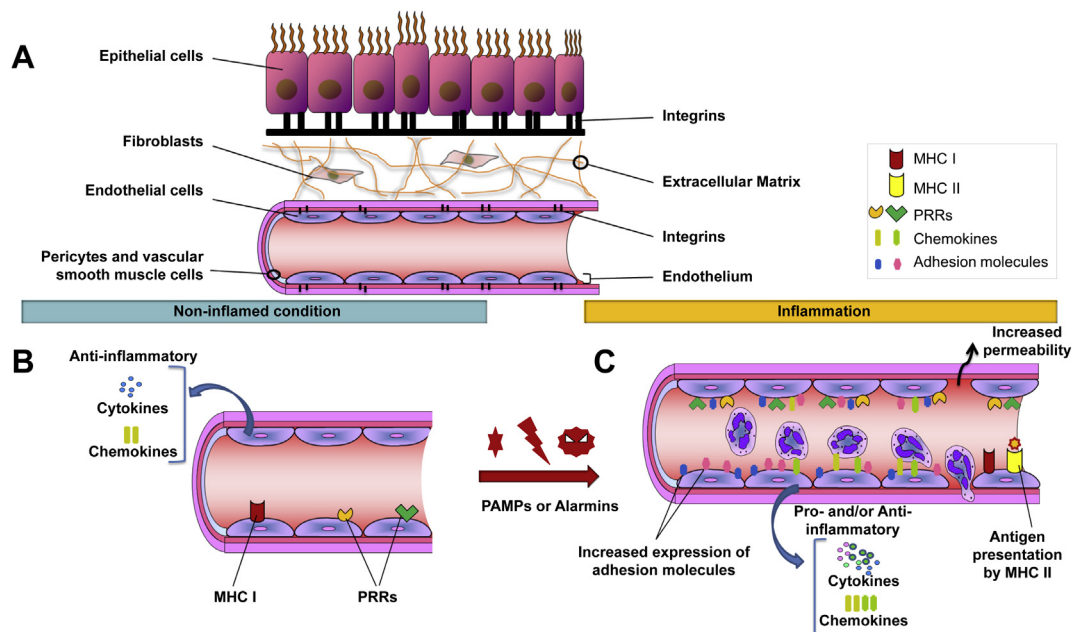 A
Epithelial cells
Fibroblasts
Endothelial cells
Pericytes and vascular
smooth muscle cells
Integrins
Extracellular Matrix
Integrins
Endothelium
MHC I
MHC II
PRRs
Chemokines
Adhesion molecules
Non-inflamed condition
Inflammation
B
Anti-inflammatory
Cytokines
Chemokines
MHC I
PRRs
PAMPs or Alarmins
C
Increased
permeability
Increased expression of
adhesion molecules
Pro- and/or Anti-
inflammatory
Cytokines
Chemokines
Antigen
presentation
by MHC II